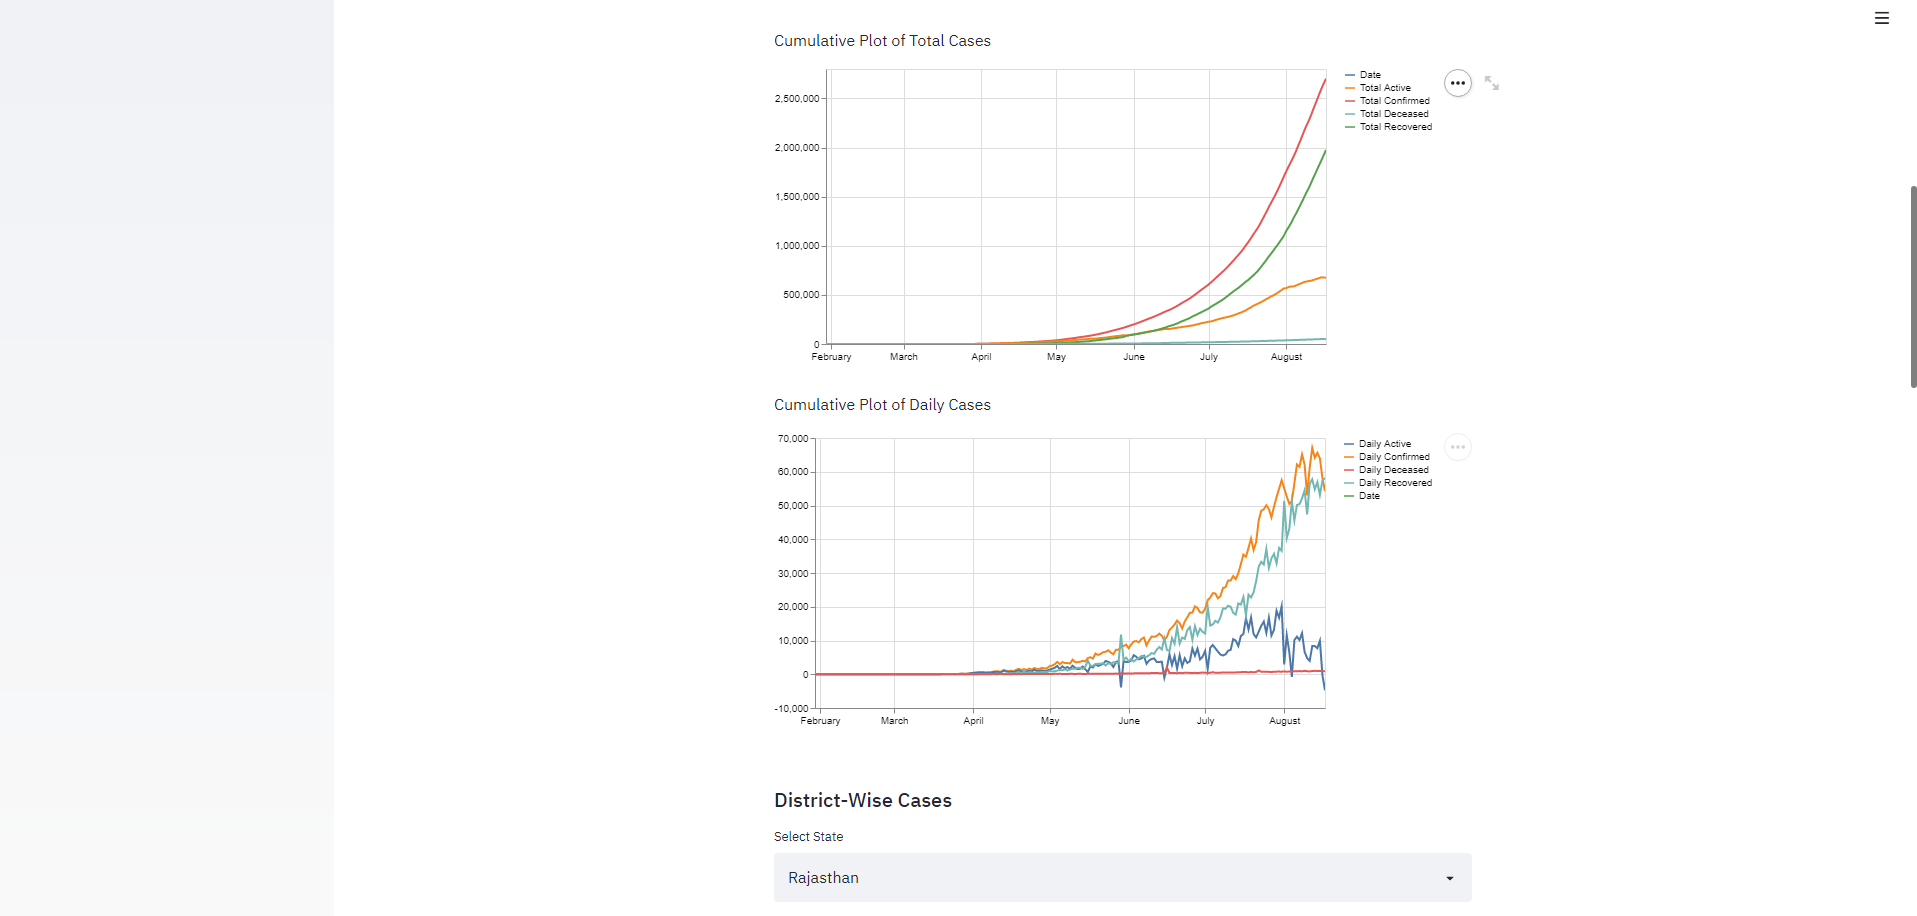 Cumulative Plot of Total Cases
2,500,000
2,000,000
1,500,000
1,000,000
500,000
0
February March April May June July August
Date
Total Active
Total Confirmed
Total Deceased
Total Recovered
Cumulative Plot of Daily Cases
70,000
60,000
50,000
40,000
30,000
20,000
10,000
0
-10,000
February March April May June July August
Daily Active
Daily Confirmed
Daily Deceased
Daily Recovered
Date
District-Wise Cases
Select State
Rajasthan